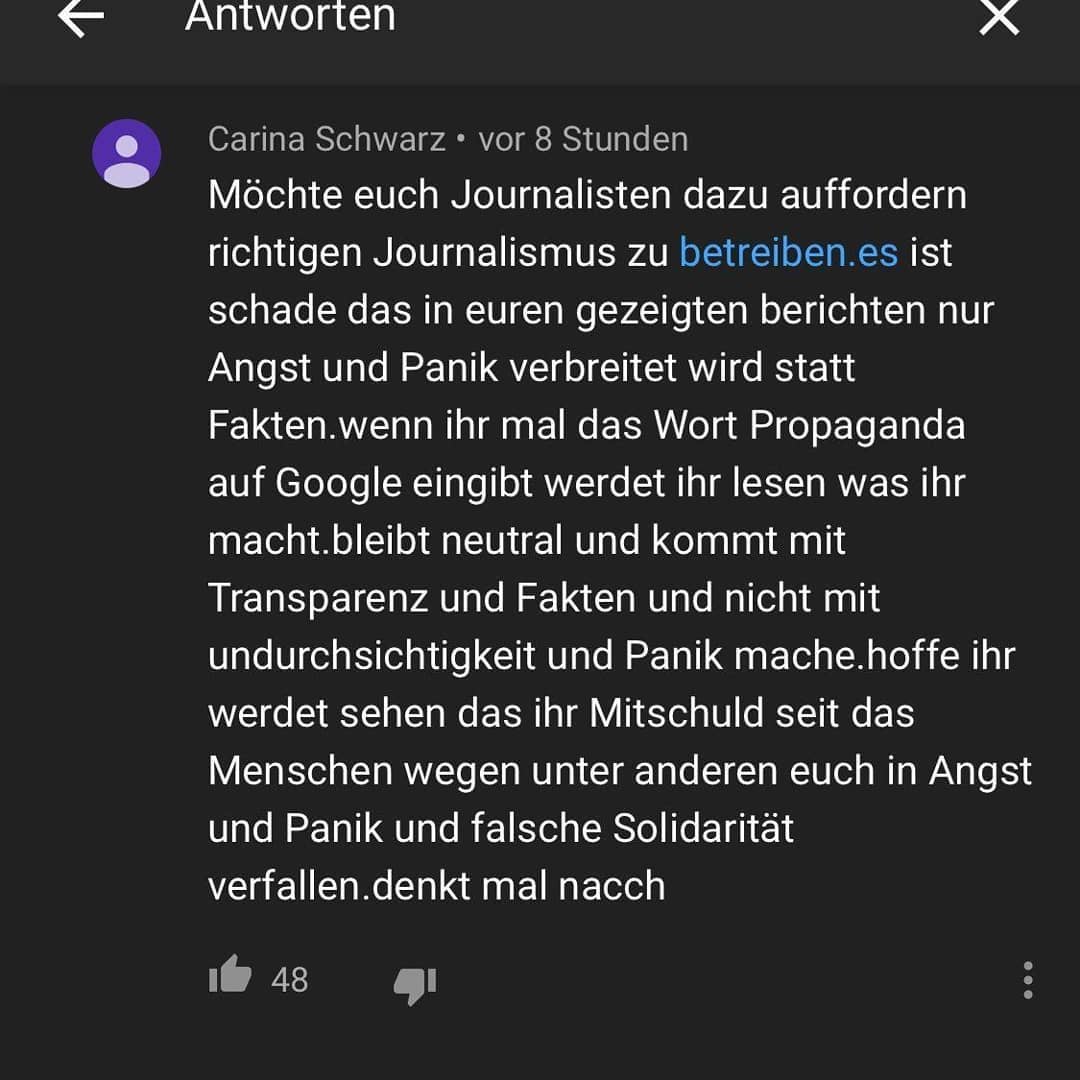 Antworten
Carina Schwarz • vor 8 Stunden
Möchte euch Journalisten dazu auffordern
richtigen Journalismus zu betreiben.es ist
schade das in euren gezeigten berichten nur
Angst und Panik verbreitet wird statt
Fakten.wenn ihr mal das Wort Propaganda
auf Google eingibt werdet ihr lesen was ihr
macht.bleibt neutral und kommt mit
Transparenz und Fakten und nicht mit
undurchsichtigkeit und Panik mache.hoffe ihr
werdet sehen das ihr Mitschuld seit das
Menschen wegen unter anderen euch in Angst
und Panik und falsche Solidarität
verfallen.denkt mal nacch
48